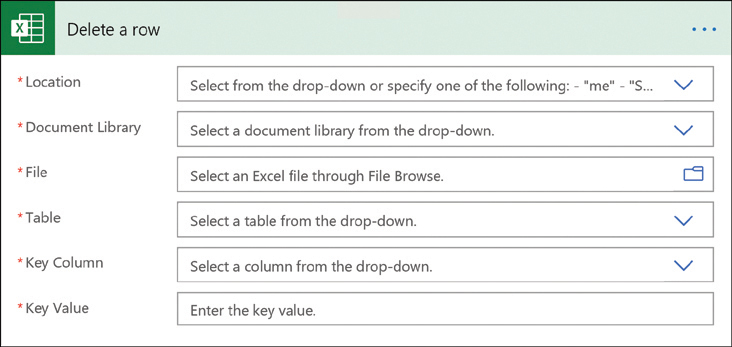 Delete a row
* Location
Select from the drop-down or specify one of the following: - "me" - "S...
* Document Library
Select a document library from the drop-down.
* File
Select an Excel file through File Browse.
* Table
Select a table from the drop-down.
* Key Column
Select a column from the drop-down.
* Key Value
Enter the key value.